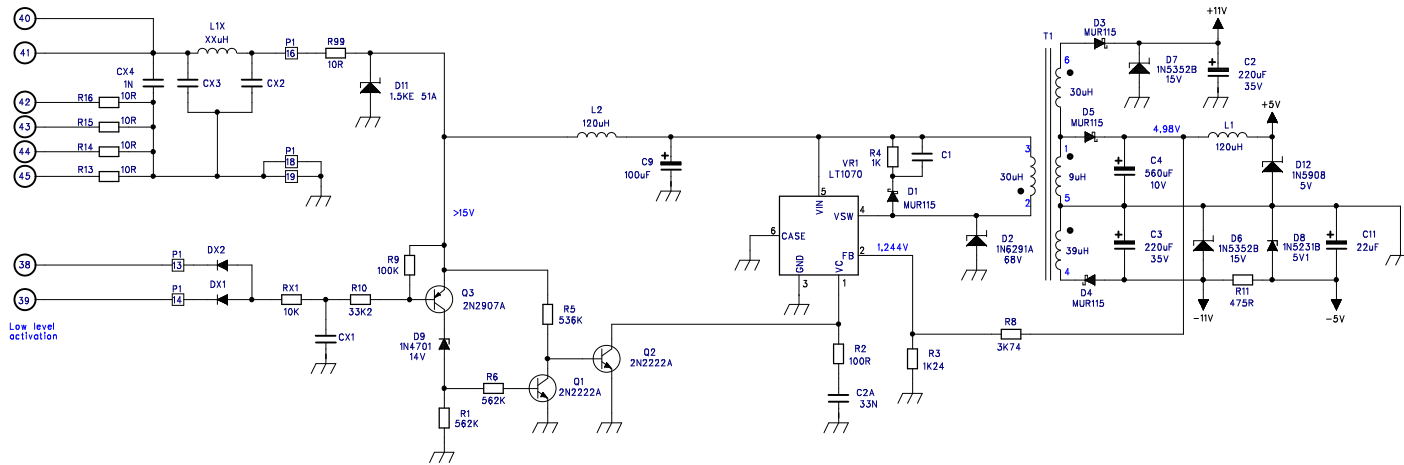 40
41
42
43
44
45
38
39
Low level
activation
L1X
XXuH
CX4
1N
CX3
CX2
R16
10R
R15
10R
R14
10R
R13
10R
P1
16
R99
10R
D11
1.5KE 51A
P1
18
19
>15V
P1
13
DX2
P1
14
DX1
RX1
10K
CX1
R10
33K2
R9
100K
Q3
2N2907A
D9
1N4701
14V
R1
562K
R6
562K
R5
536K
Q1
2N2222A
Q2
2N2222A
L2
120uH
C9
100uF
VR1
LT1070
5
VIN
4
VSW
6
CASE
2
FB
GND
3
VC
1
R4
1K
C1
D1
MUR115
D2
1N6291A
68V
1,244V
R2
100R
C2A
33N
R3
1K24
R8
3K74
T1
3
30uH
2
6
30uH
1
9uH
5
39uH
4
D3
MUR115
D7
1N5352B
15V
+11V
C2
220uF
35V
D5
MUR115
4,98V
L1
120uH
+5V
C4
560uF
10V
D12
1N5908
5V
C3
220uF
35V
D6
1N5352B
15V
D8
1N5231B
5V1
C11
22uF
D4
MUR115
R11
475R
-11V
-5V